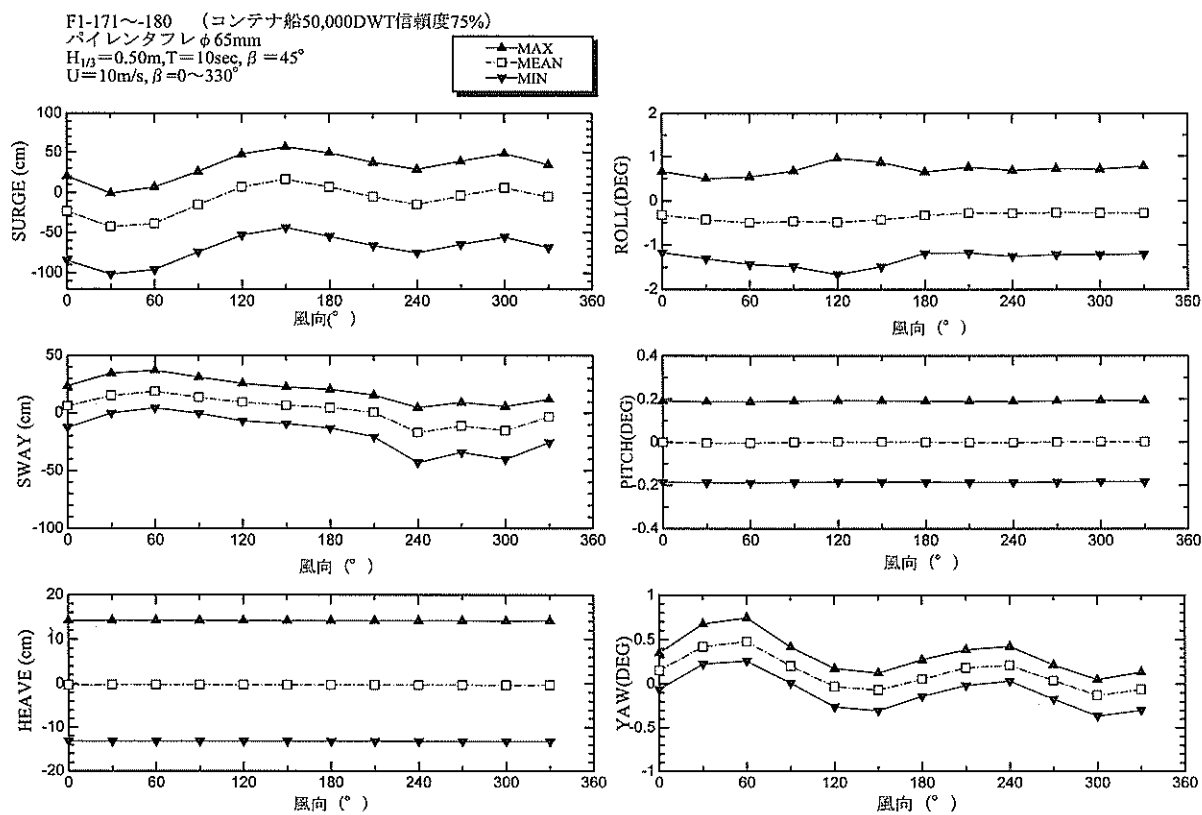 F1-171～-180 （コンテナ船50,000DWT信頼度75%）
パイレンタフレφ65mm
H1/3＝0.50m,T＝10sec, β＝45°
U＝10m/s, β=0～330°
MAX
MEAN
MIN
100
50
0
-50
-100
SURGE (cm)
0 60 120 180 240 300 360
風向(°)
2
1
0
-1
-2
ROLL(DEG)
0 60 120 180 240 300 360
風向（°）
50
0
-50
-100
SWAY (cm)
0 60 120 180 240 300 360
風向（°）
0.4
0.2
0
-0.2
-0.4
PITCH(DEG)
0 60 120 180 240 300 360
風向（°）
20
10
0
-10
-20
HEAVE (cm)
0 60 120 180 240 300 360
風向（°）
1
0.5
0
-0.5
-1
YAW(DEG)
0 60 120 180 240 300 360
風向（°）